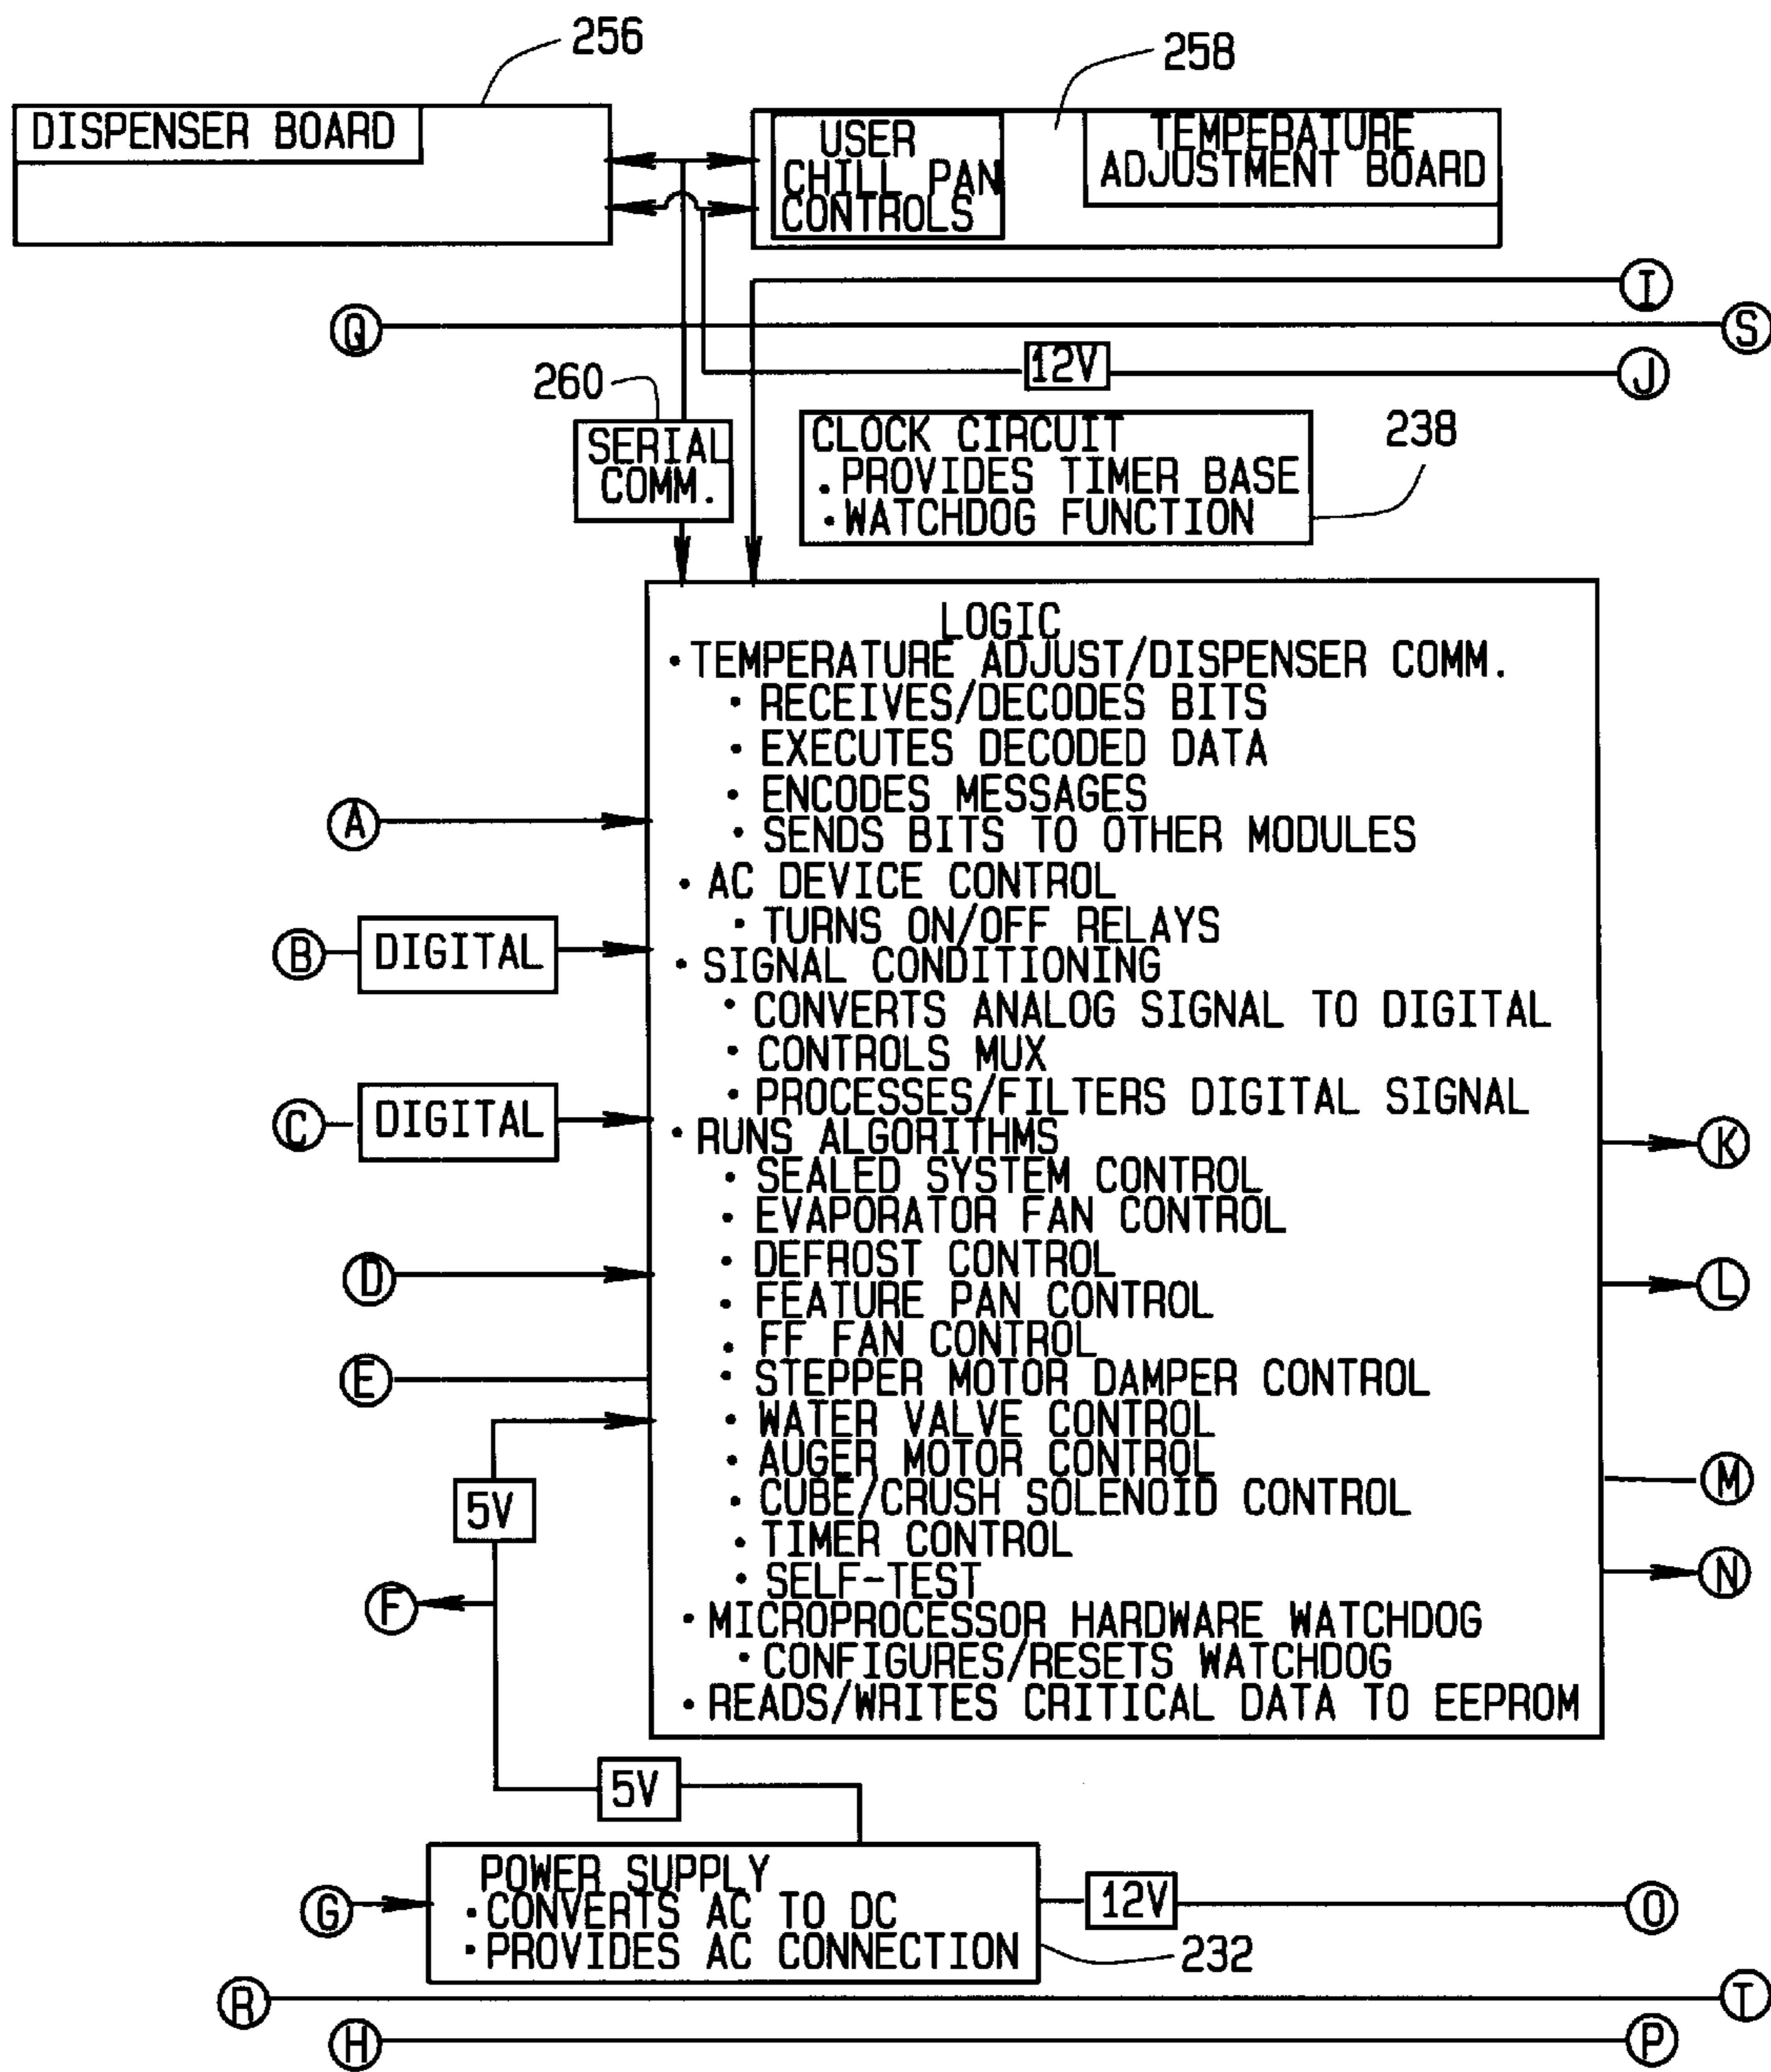 256
258
DISPENSER BOARD
USER
CHILL PAN
CONTROLS
TEMPERATURE
ADJUSTMENT BOARD
I
Q
S
12V
J
260
SERIAL
COMM.
CLOCK CIRCUIT
• PROVIDES TIMER BASE
• WATCHDOG FUNCTION
238
LOGIC
• TEMPERATURE ADJUST/DISPENSER COMM.
• RECEIVES/DECODES BITS
• EXECUTES DECODED DATA
• ENCODES MESSAGES
• SENDS BITS TO OTHER MODULES
A
• AC DEVICE CONTROL
• TURNS ON/OFF RELAYS
B
DIGITAL
• SIGNAL CONDITIONING
• CONVERTS ANALOG SIGNAL TO DIGITAL
• CONTROLS MUX
• PROCESSES/FILTERS DIGITAL SIGNAL
C
DIGITAL
• RUNS ALGORITHMS
K
• SEALED SYSTEM CONTROL
• EVAPORATOR FAN CONTROL
• DEFROST CONTROL
D
L
• FEATURE PAN CONTROL
• FF FAN CONTROL
• STEPPER MOTOR DAMPER CONTROL
E
• WATER VALVE CONTROL
• AUGER MOTOR CONTROL
M
• CUBE/CRUSH SOLENOID CONTROL
5V
• TIMER CONTROL
• SELF-TEST
N
F
• MICROPROCESSOR HARDWARE WATCHDOG
• CONFIGURES/RESETS WATCHDOG
• READS/WRITES CRITICAL DATA TO EEPROM
5V
POWER SUPPLY
• CONVERTS AC TO DC
• PROVIDES AC CONNECTION
G
12V
O
232
R
T
H
P